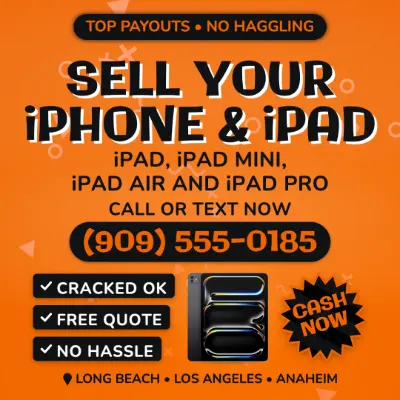 TOP PAYOUTS • NO HAGGLING
SELL YOUR
iPHONE & iPAD
iPAD, iPAD MINI,
iPAD AIR AND iPAD PRO
CALL OR TEXT NOW
(909) 555-0185
✓ CRACKED OK
✓ FREE QUOTE
✓ NO HASSLE
CASH
NOW
LONG BEACH • LOS ANGELES • ANAHEIM